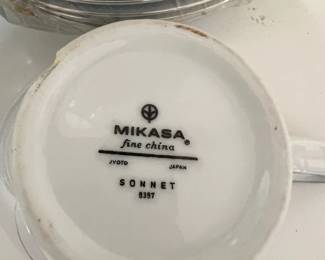 MIKASA®
fine china
JYOTO JAPAN
SONNET
8397